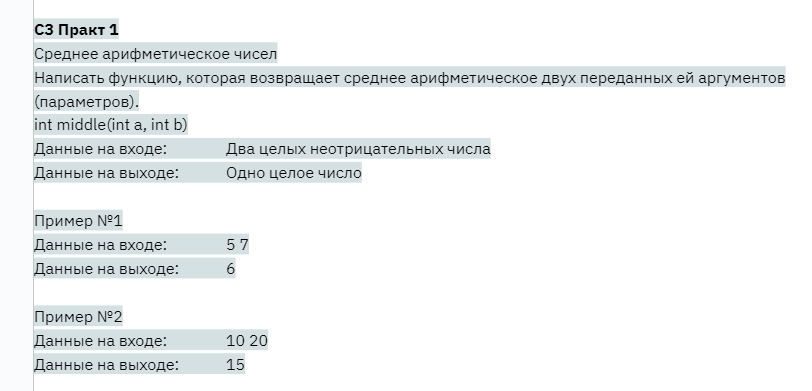 C3 Практ 1
Среднее арифметическое чисел
Написать функцию, которая возвращает среднее арифметическое двух переданных ей аргументов
(параметров).
int middle(int a, int b)
Данные на входе: Два целых неотрицательных числа
Данные на выходе: Одно целое число
Пример №1
Данные на входе: 5 7
Данные на выходе: 6
Пример №2
Данные на входе: 10 20
Данные на выходе: 15